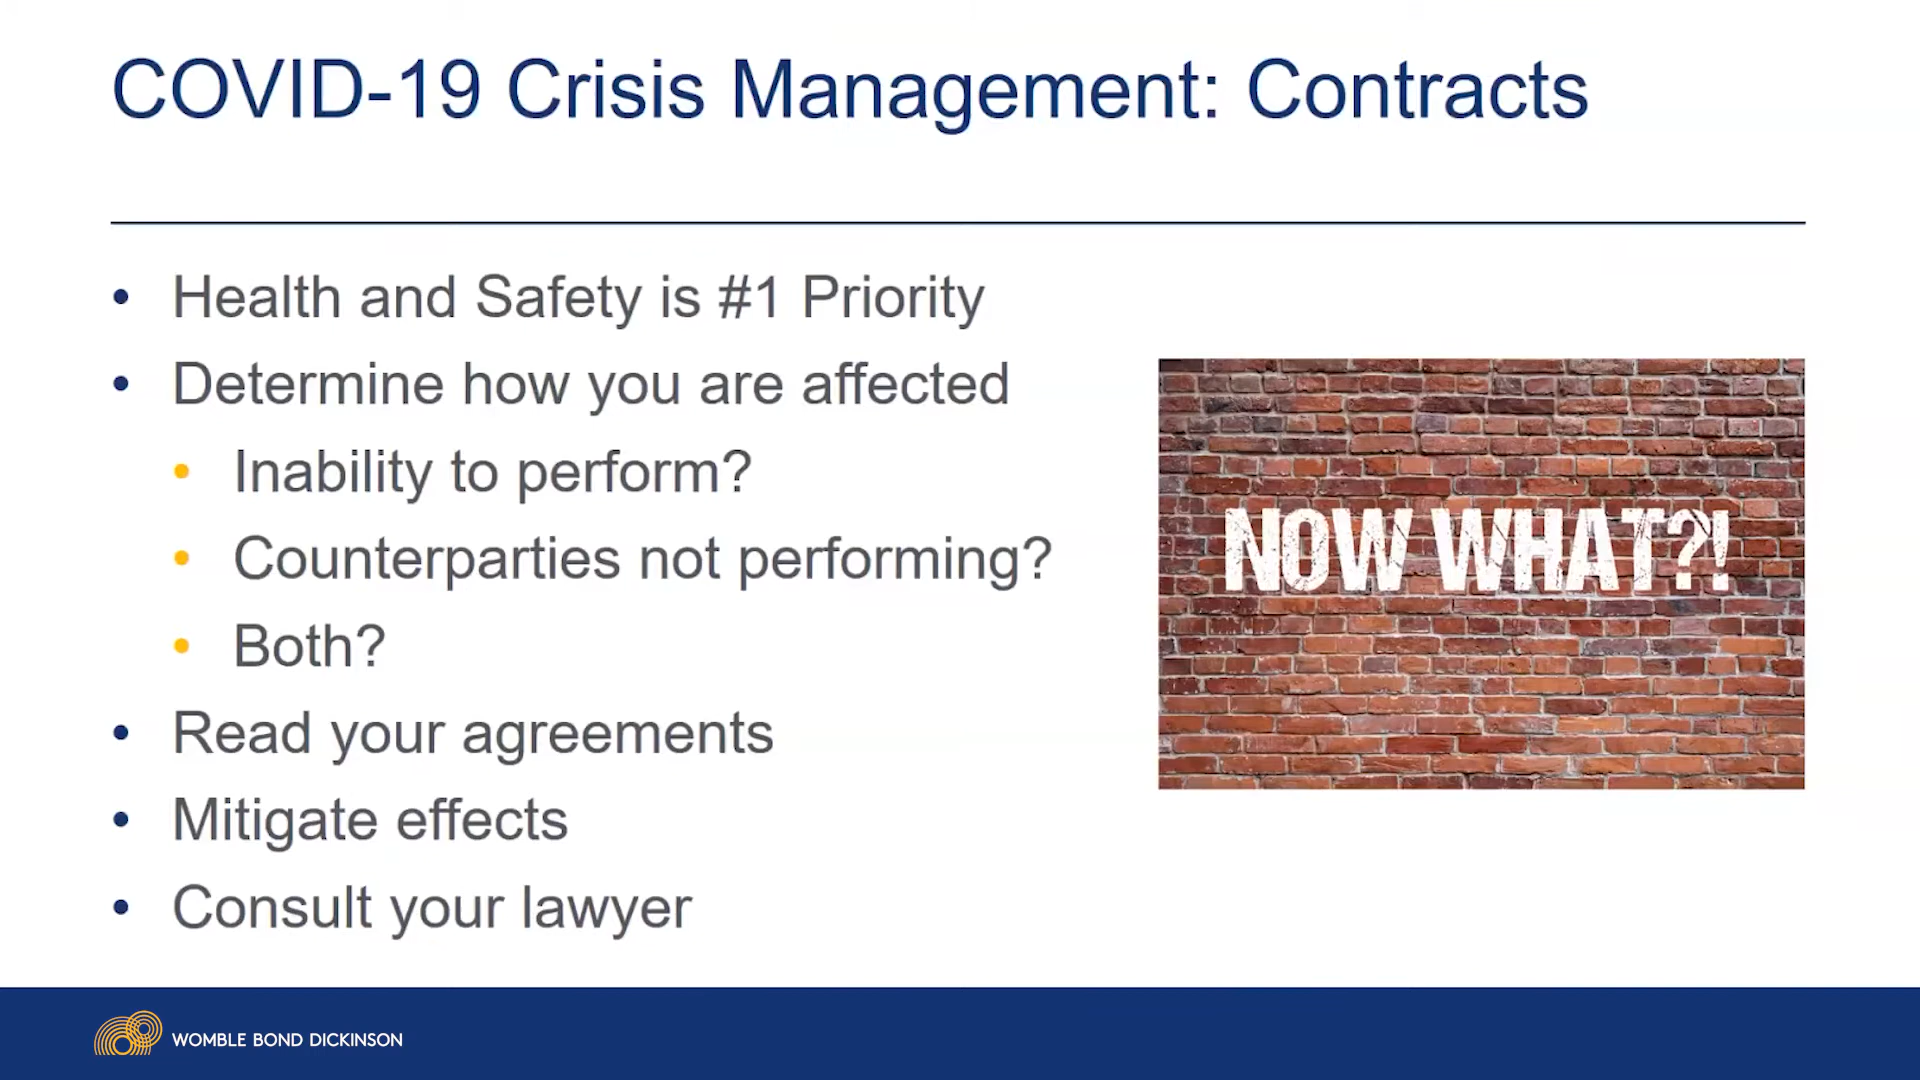 COVID-19 Crisis Management: Contracts
• Health and Safety is #1 Priority
• Determine how you are affected
• Inability to perform?
• Counterparties not performing?
• Both?
• Read your agreements
• Mitigate effects
• Consult your lawyer
NOW WHAT?!
WOMBLE BOND DICKINSON